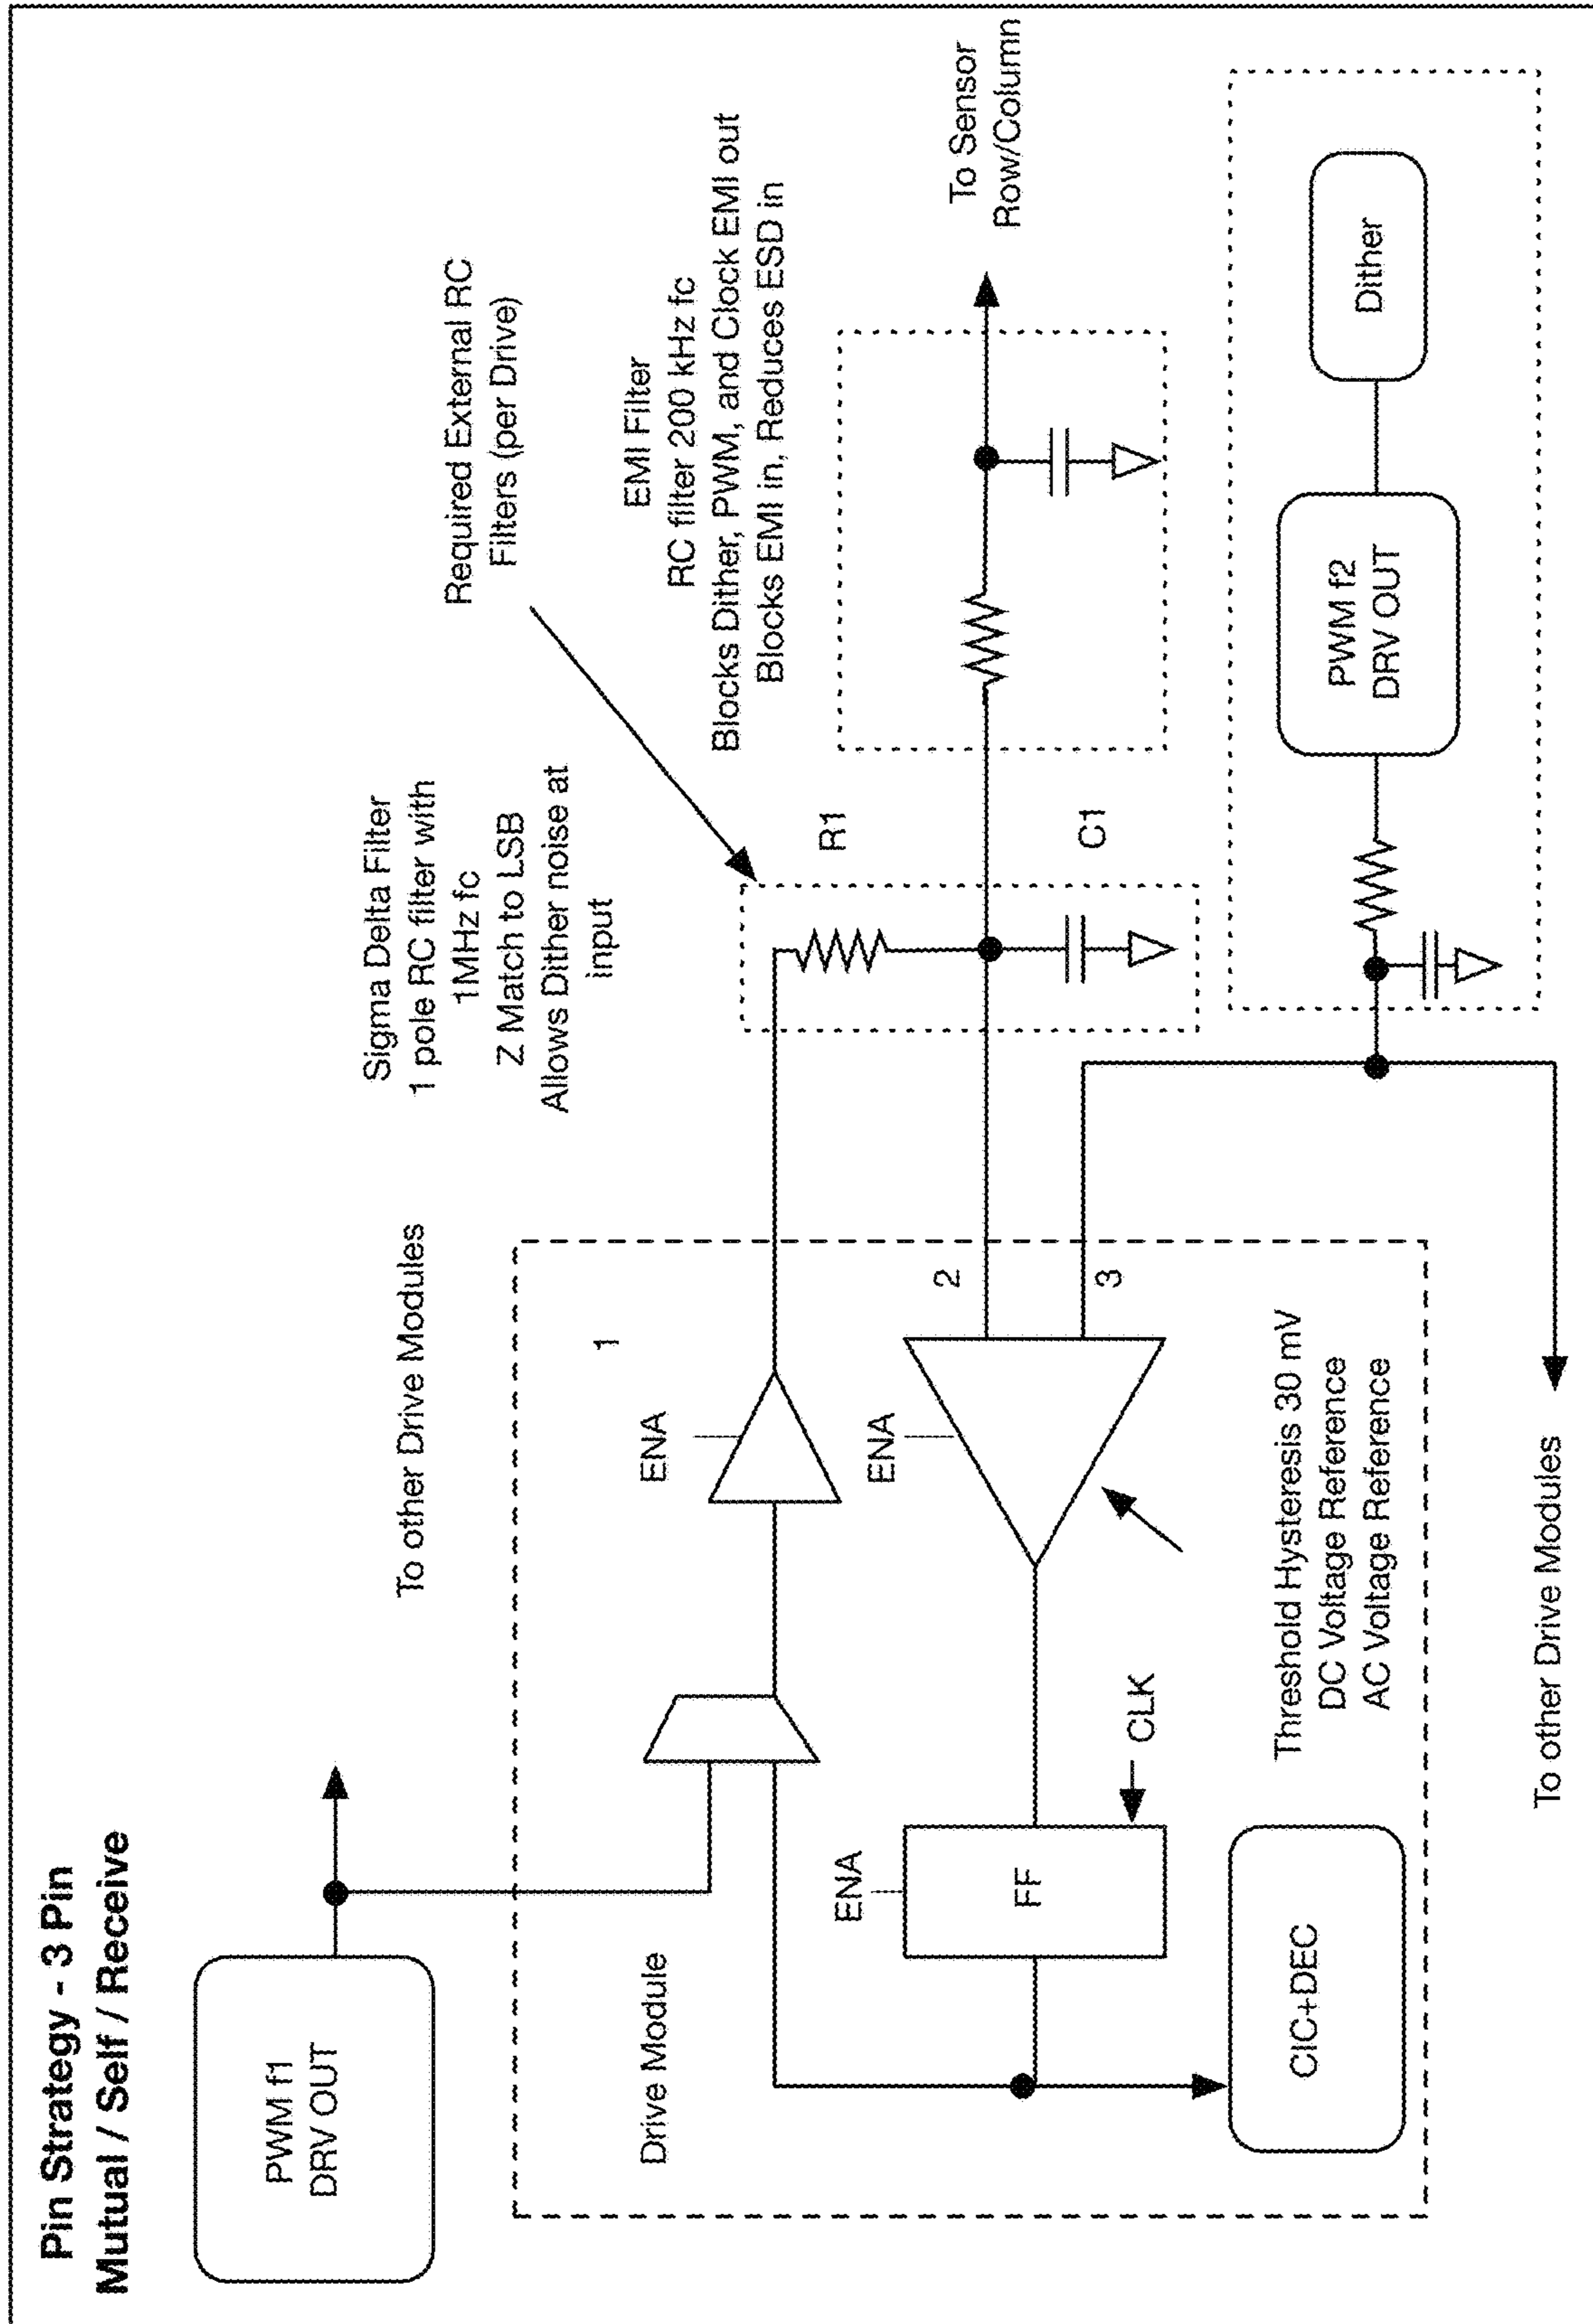 Pin Strategy - 3 Pin
Mutual / Self / Receive
PWM f1
DRV OUT
To other Drive Modules
Sigma Delta Filter
1 pole RC filter with
1MHz fc
Z Match to LSB
Allows Dither noise at
input
Required External RC
Filters (per Drive)
EMI Filter
RC filter 200 kHz fc
Blocks Dither, PWM, and Clock EMI out
Blocks EMI in, Reduces ESD in
Drive Module
ENA
1
R1
To Sensor
Row/Column
ENA
FF
CLK
ENA
2
3
C1
CIC+DEC
Threshold Hysteresis 30 mV
DC Voltage Reference
AC Voltage Reference
PWM f2
DRV OUT
Dither
To other Drive Modules